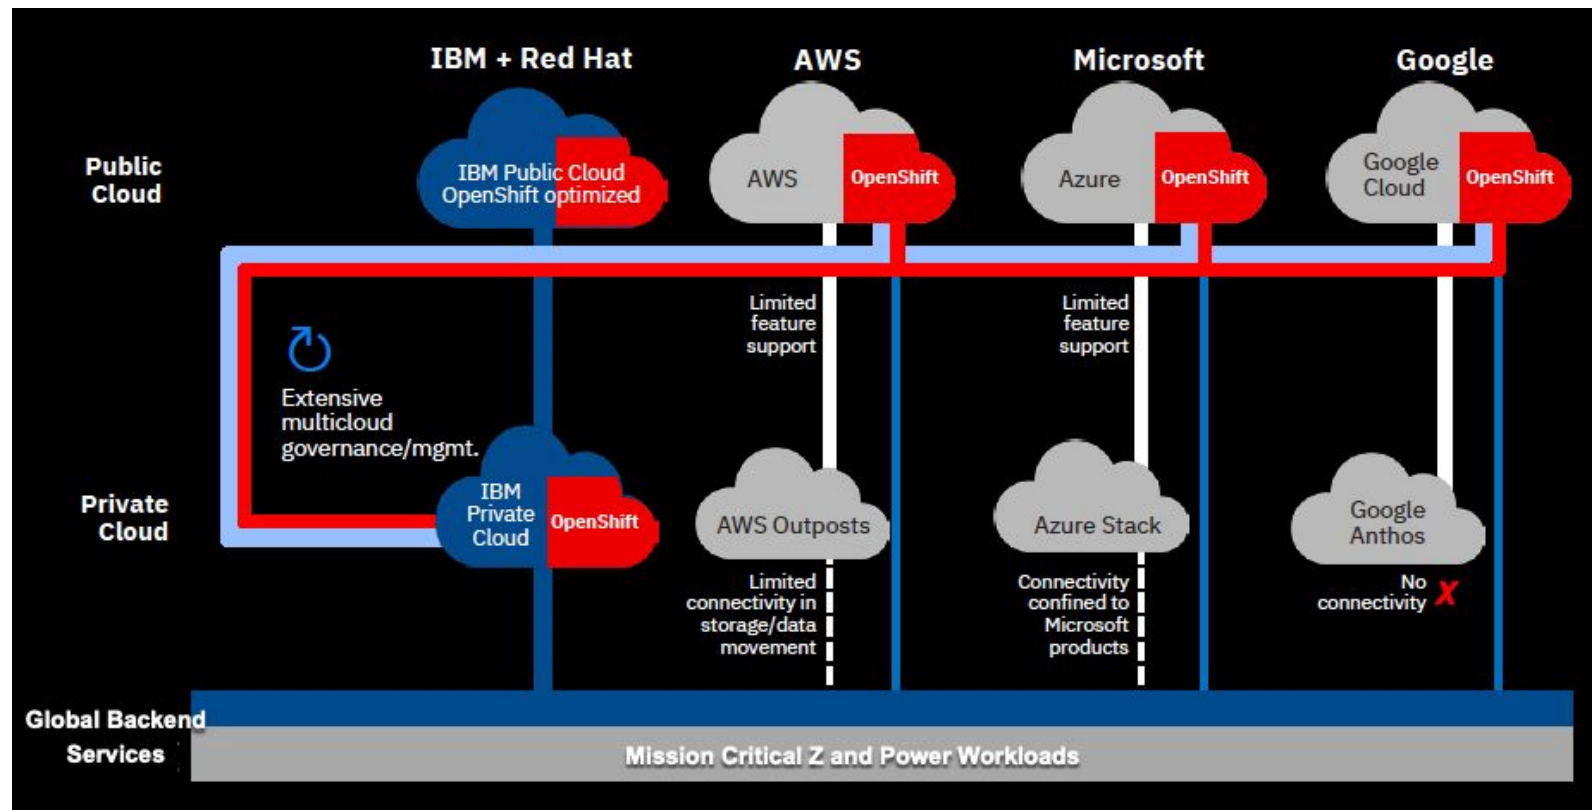 IBM + Red Hat
AWS
Microsoft
Google
Public
Cloud
IBM Public Cloud
OpenShift optimized
AWS
OpenShift
Azure
OpenShift
Google
Cloud
OpenShift
Limited
feature
support
Limited
feature
support
Extensive
multicloud
governance/mgmt.
Private
Cloud
IBM
Private
Cloud
OpenShift
AWS Outposts
Azure Stack
Google
Anthos
Limited
connectivity in
storage/data
movement
Connectivity
confined to
Microsoft
products
No
connectivity X
Global Backend
Services
Mission Critical Z and Power Workloads